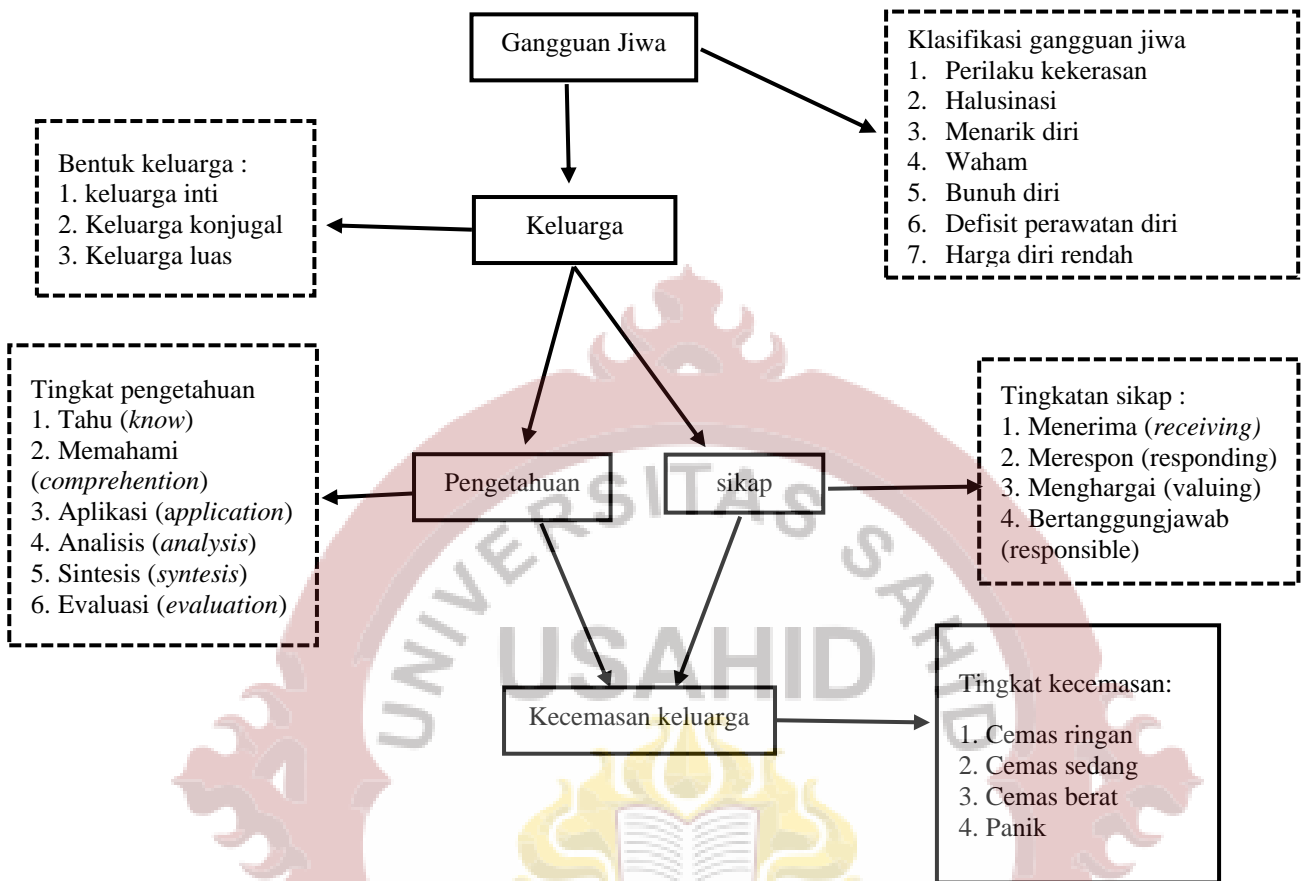 Gangguan Jiwa
Klasifikasi gangguan jiwa
1. Perilaku kekerasan
2. Halusinasi
3. Menarik diri
4. Waham
5. Bunuh diri
6. Defisit perawatan diri
7. Harga diri rendah
Bentuk keluarga :
1. keluarga inti
2. Keluarga konjugal
3. Keluarga luas
Keluarga
Tingkat pengetahuan
1. Tahu (know)
2. Memahami
(comprehention)
3. Aplikasi (application)
4. Analisis (analysis)
5. Sintesis (syntesis)
6. Evaluasi (evaluation)
Pengetahuan
sikap
Tingkatan sikap :
1. Menerima (receiving)
2. Merespon (responding)
3. Menghargai (valuing)
4. Bertanggungjawab
(responsible)
Kecemasan keluarga
Tingkat kecemasan:
1. Cemas ringan
2. Cemas sedang
3. Cemas berat
4. Panik
UNIVERSITAS SAHID
USAHID